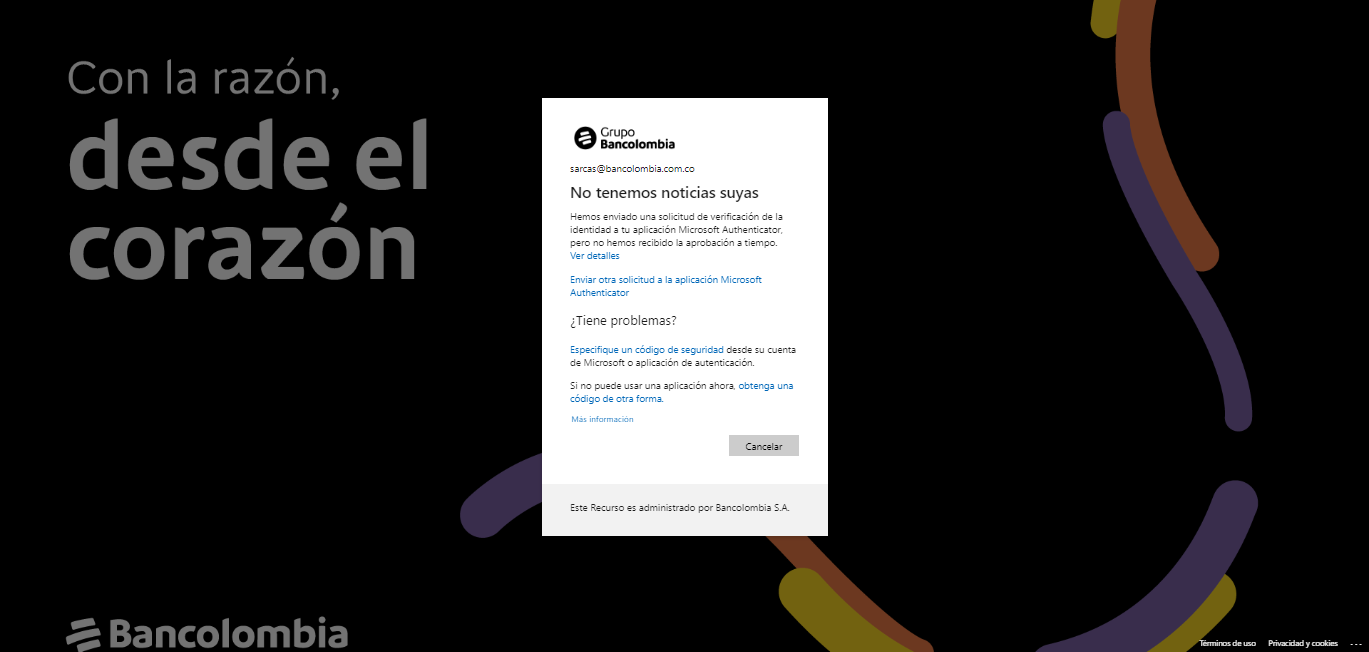 Con la razón,
desde el
corazón
Grupo
Bancolombia
sarcas@bancolombia.com.co
No tenemos noticias suyas
Hemos enviado una solicitud de verificación de la
identidad a tu aplicación Microsoft Authenticator,
pero no hemos recibido la aprobación a tiempo.
Ver detalles
Enviar otra solicitud a la aplicación Microsoft
Authenticator
¿Tiene problemas?
Especifique un código de seguridad desde su cuenta
de Microsoft o aplicación de autenticación.
Si no puede usar una aplicación ahora, obtenga una
código de otra forma.
Más información
Cancelar
Este Recurso es administrado por Bancolombia S.A.
Bancolombia
Términos de uso Privacidad y cookies ...